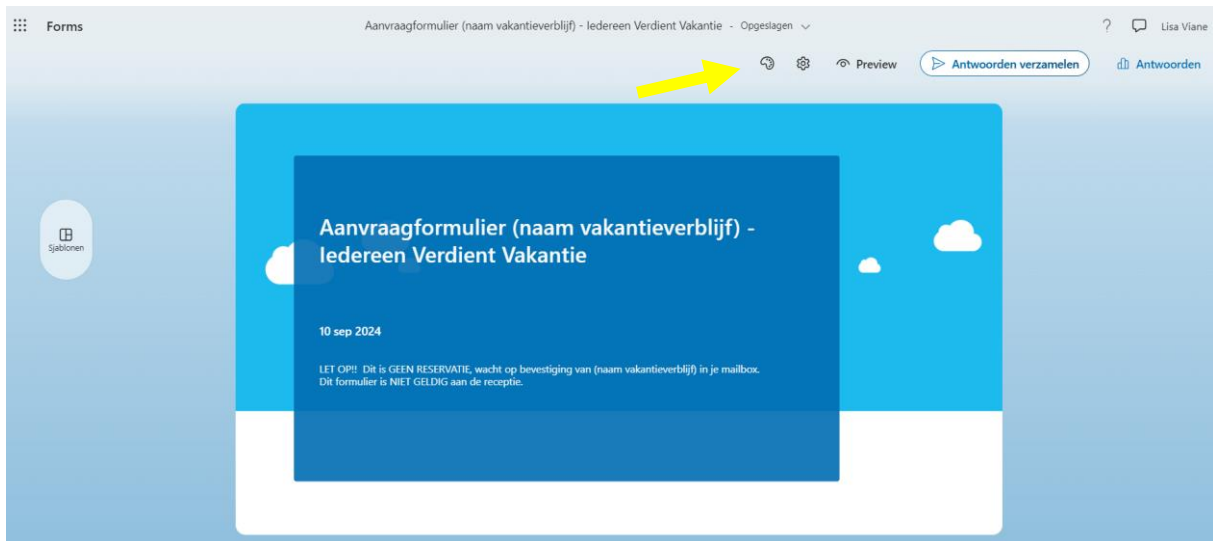 Forms
Aanvraagformulier (naam vakantieverblijf) - Iedereen Verdient Vakantie - Opgeslagen
? Lisa Viane
Preview
Antwoorden verzamelen
Antwoorden
Sjablonen
Aanvraagformulier (naam vakantieverblijf) -
Iedereen Verdient Vakantie
10 sep 2024
LET OP!! Dit is GEEN RESERVATIE, wacht op bevestiging van (naam vakantieverblijf) in je mailbox.
Dit formulier is NIET GELDIG aan de receptie.